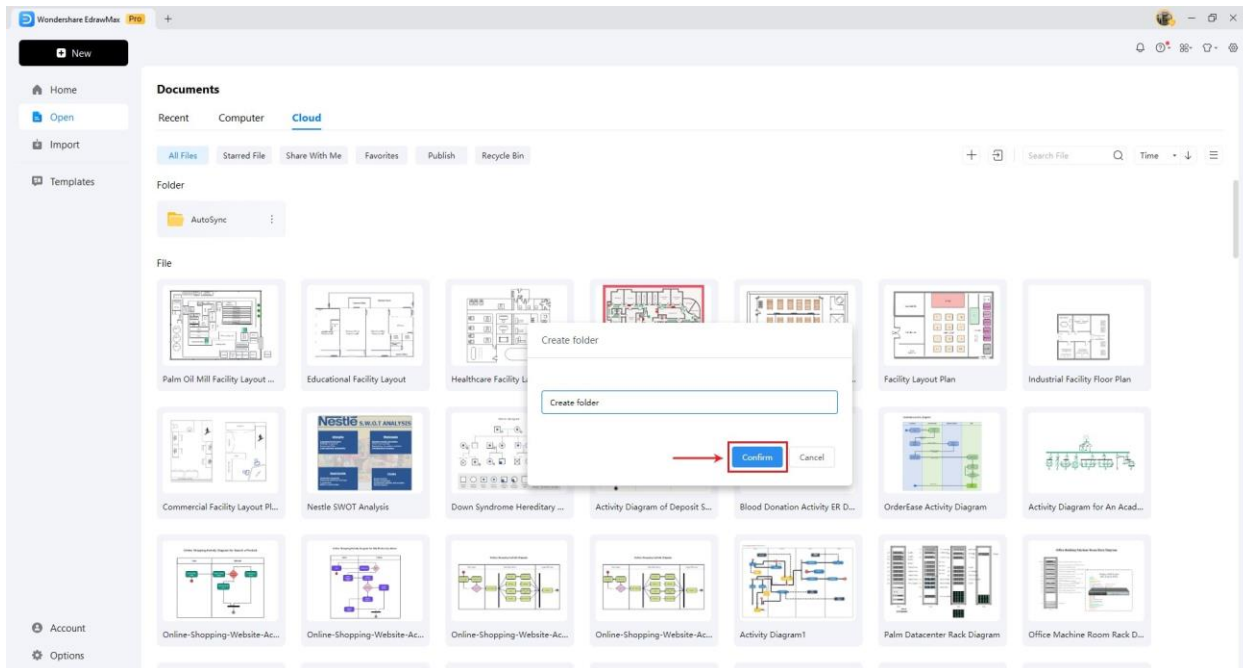 Wondershare EdrawMax Pro
New
Home
Open
Import
Templates
Account
Options
Documents
Recent Computer Cloud
All Files Starred File Share With Me Favorites Publish Recycle Bin
Search File Time
Folder
AutoSync
File
Palm Oil Mill Facility Layout ... Educational Facility Layout Healthcare Facility Facility Layout Plan Industrial Facility Floor Plan
Create folder
Create folder
Confirm Cancel
Nestlé S.W.O.T ANALYSIS
Commercial Facility Layout Pl... Nestle SWOT Analysis Down Syndrome Hereditary ... Activity Diagram of Deposit S... Blood Donation Activity ER D... OrderEase Activity Diagram Activity Diagram for An Acad...
Online-Shopping-Website-Ac... Online-Shopping-Website-Ac... Online-Shopping-Website-Ac... Online-Shopping-Website-Ac... Activity Diagram1 Palm Datacenter Rack Diagram Office Machine Room Rack D...